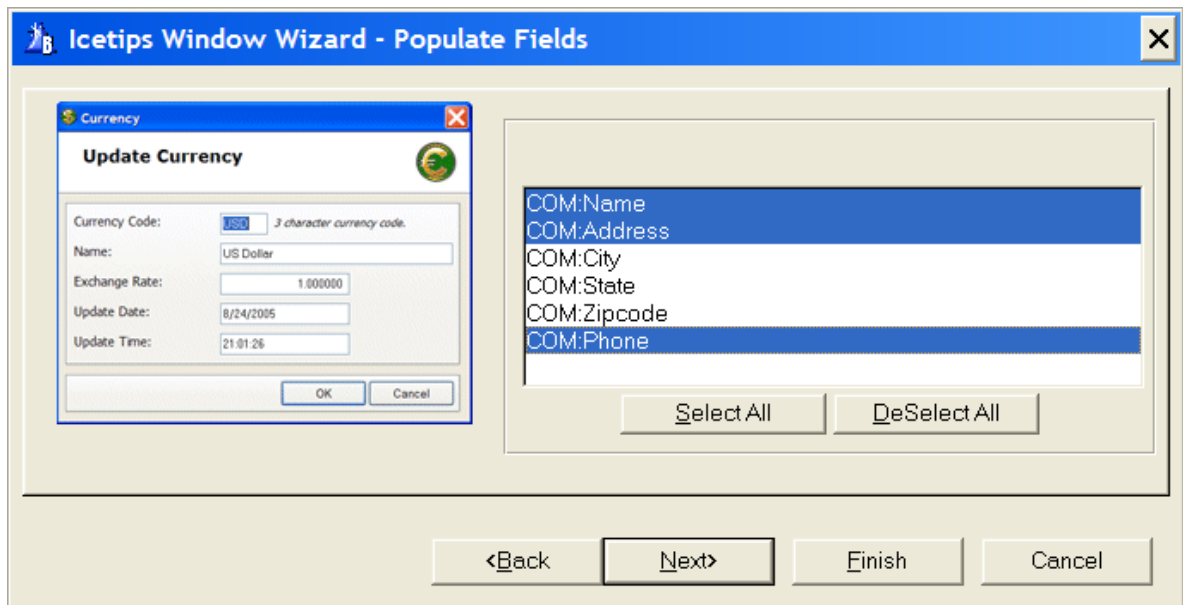 Icetips Window Wizard - Populate Fields
Currency
Update Currency
Currency Code: USD 3 character currency code.
Name: US Dollar
Exchange Rate: 1.000000
Update Date: 8/24/2005
Update Time: 21:01:26
OK Cancel
COM:Name
COM:Address
COM:City
COM:State
COM:Zipcode
COM:Phone
Select All DeSelect All
<Back Next> Finish Cancel